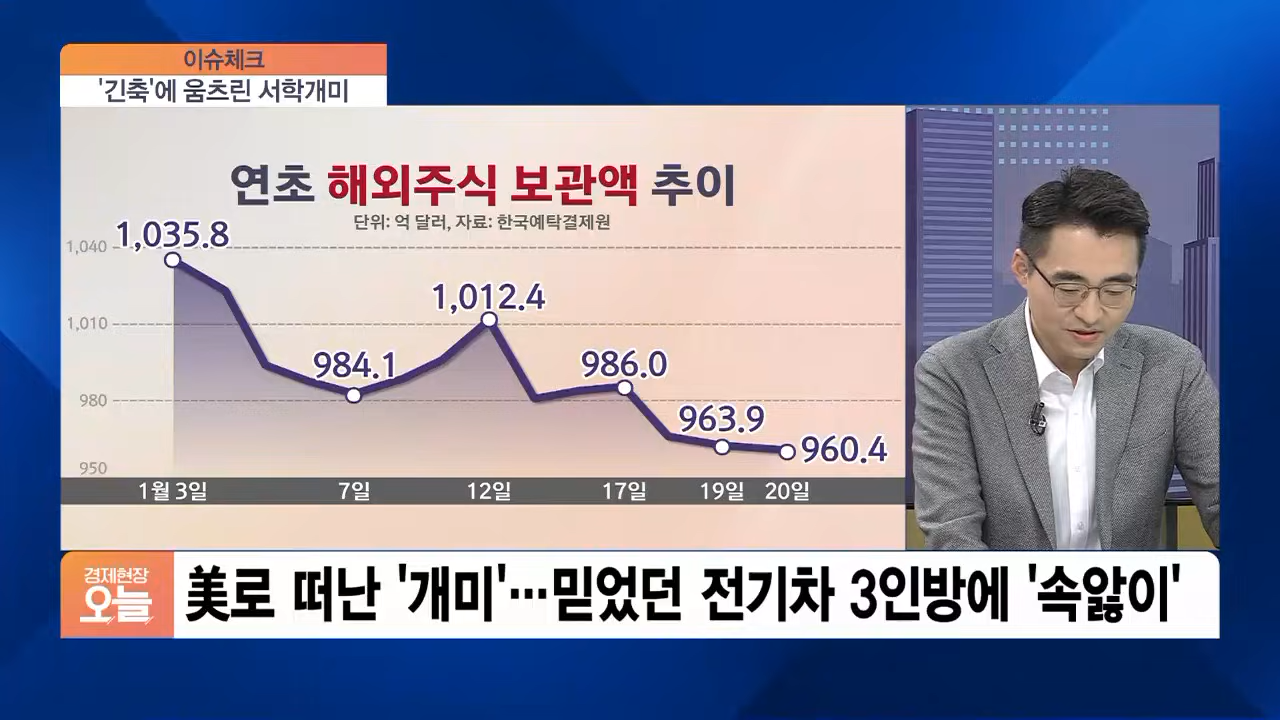 이슈체크
'긴축'에 움츠린 서학개미
연초 해외주식 보관액 추이
단위: 억 달러, 자료: 한국예탁결제원
1,040
1,010
980
950
1,035.8
984.1
1,012.4
986.0
963.9
960.4
1월 3일 7일 12일 17일 19일 20일
경제현장
오늘
美로 떠난 '개미'…믿었던 전기차 3인방에 '속앓이'